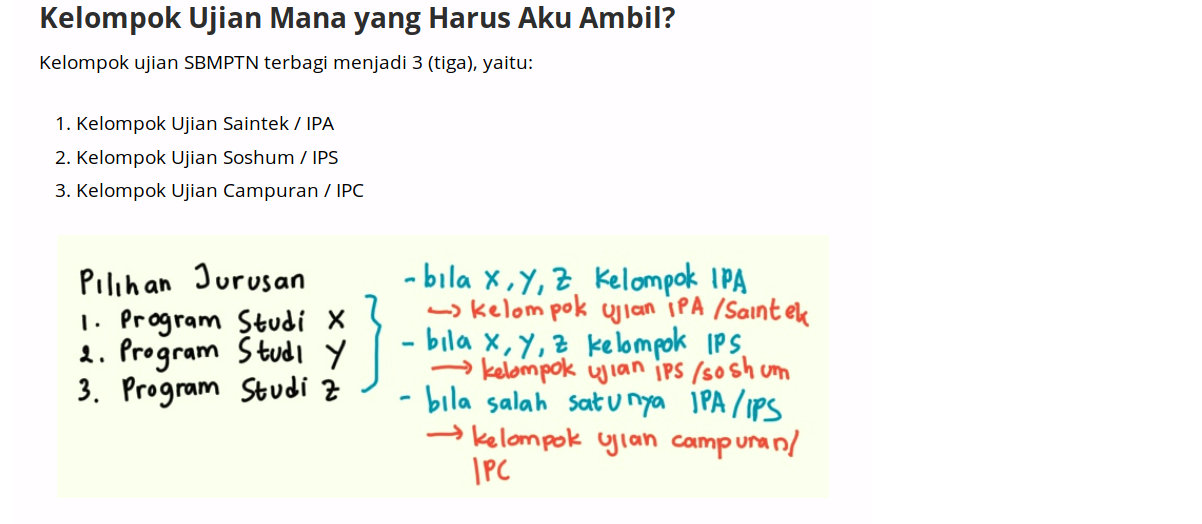 Kelompok Ujian Mana yang Harus Aku Ambil?
Kelompok ujian SBMPTN terbagi menjadi 3 (tiga), yaitu:
1. Kelompok Ujian Saintek / IPA
2. Kelompok Ujian Soshum / IPS
3. Kelompok Ujian Campuran / IPC
Pilihan Jurusan
1. Program Studi X
2. Program Studi Y
3. Program Studi Z
- bila X, Y, Z Kelompok IPA
→ kelompok ujian IPA /Saintek
- bila X, Y, Z kelompok IPS
→ kelompok ujian IPS /soshum
- bila salah satunya IPA/IPS
→ kelompok ujian campuran/
IPC